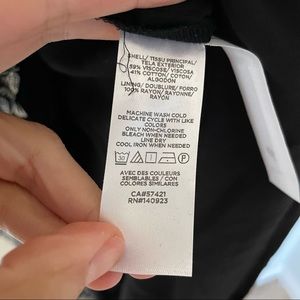 SHELL/ TISSU PRINCIPAL/
TELA EXTERIOR
59% VISCOSE/ VISCOSA
41% COTTON/ COTON/
ALGODON
LINING/ DOUBLURE/ FORRO
100% RAYON/ RAYONNE/
RAYON
MACHINE WASH COLD
DELICATE CYCLE WITH LIKE
COLORS
ONLY NON-CHLORINE
BLEACH WHEN NEEDED
LINE DRY
COOL IRON WHEN NEEDED
30
AVEC DES COULEURS
SEMBLABLES / CON
COLORES SIMILARES
CA#57421
RN#140923